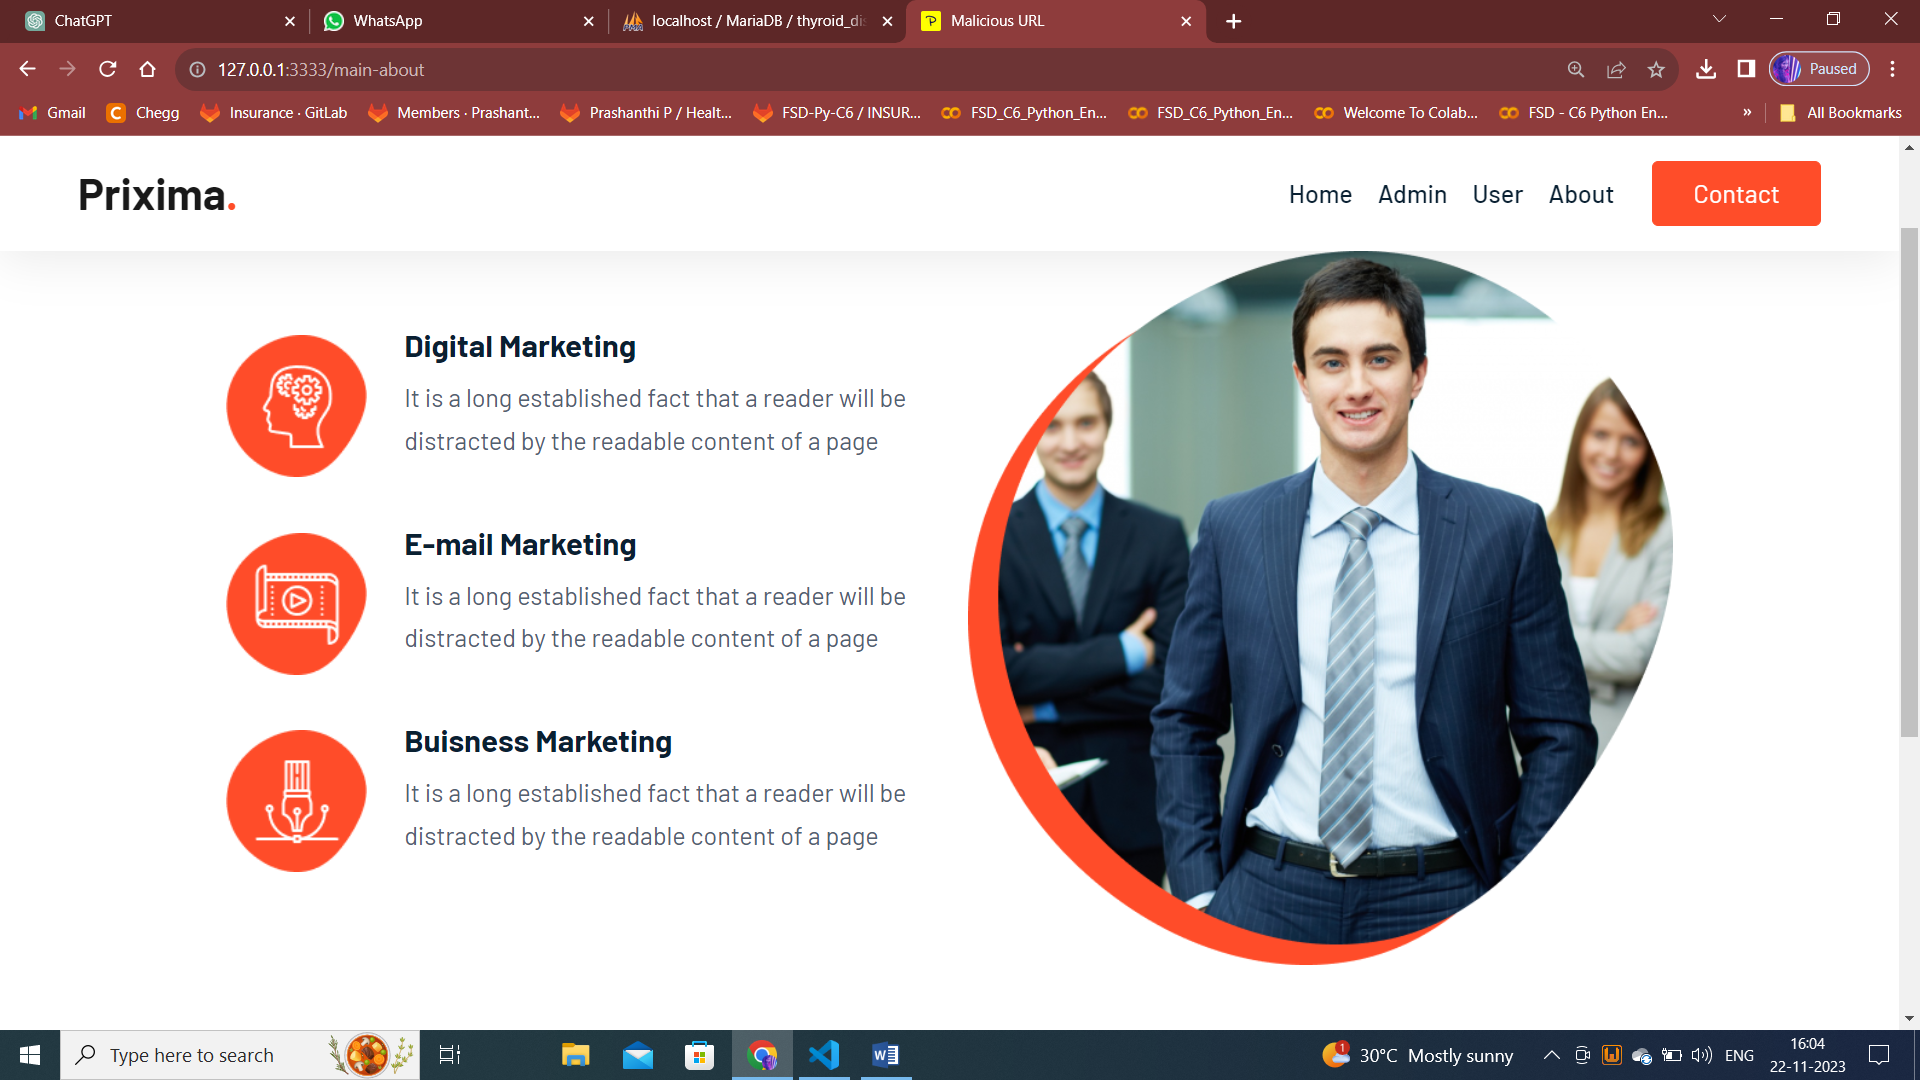 ChatGPT
WhatsApp
localhost / MariaDB / thyroid_di
Malicious URL
127.0.0.1:3333/main-about
Paused
Gmail
Chegg
Insurance · GitLab
Members · Prashant...
Prashanthi P / Healt...
FSD-Py-C6 / INSUR...
FSD_C6_Python_En...
FSD_C6_Python_En...
Welcome To Colab...
FSD - C6 Python En...
»
All Bookmarks
Prixima.
Home
Admin
User
About
Contact
Digital Marketing
It is a long established fact that a reader will be
distracted by the readable content of a page
E-mail Marketing
It is a long established fact that a reader will be
distracted by the readable content of a page
Buisness Marketing
It is a long established fact that a reader will be
distracted by the readable content of a page
Type here to search
1
30°C Mostly sunny
ENG
16:04
22-11-2023